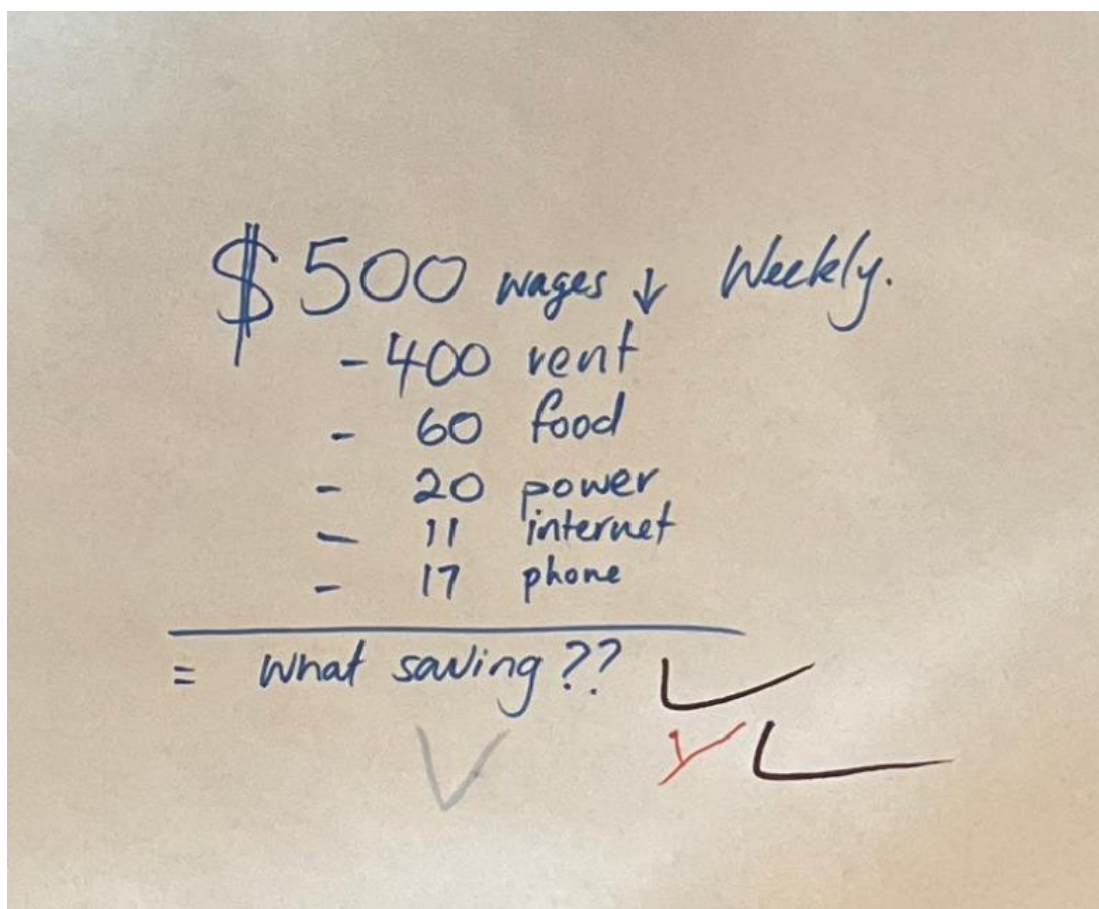 $500 wages ↓ Weekly.
- 400 rent
- 60 food
- 20 power
- 11 internet
- 17 phone
= What saving??